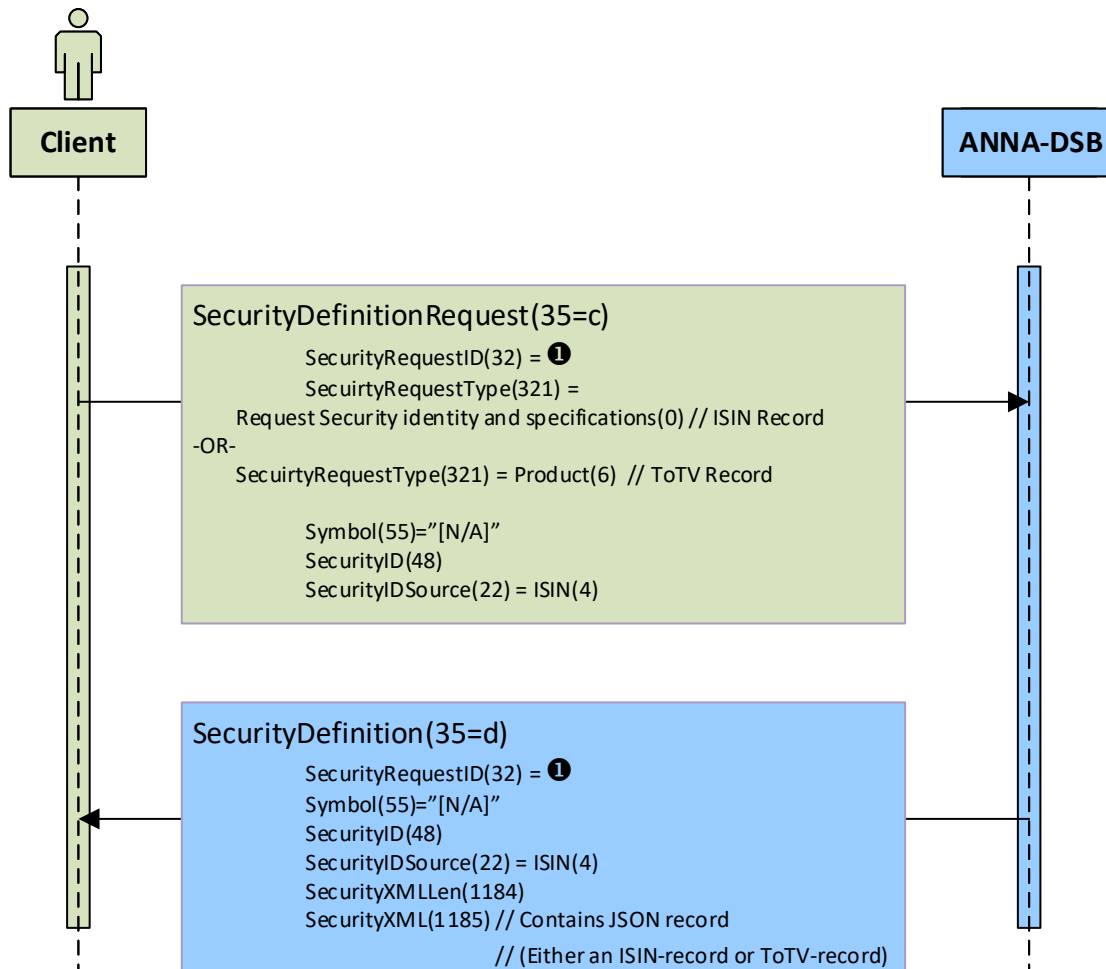 Client
ANNA-DSB
SecurityDefinitionRequest(35=c)
SecurityRequestID(32) = ❶
SecuirtyRequestType(321) =
Request Security identity and specifications(0) // ISIN Record
-OR-
SecuirtyRequestType(321) = Product(6) // ToTV Record
Symbol(55)=”[N/A]”
SecurityID(48)
SecurityIDSource(22) = ISIN(4)
SecurityDefinition(35=d)
SecurityRequestID(32) = ❶
Symbol(55)=”[N/A]”
SecurityID(48)
SecurityIDSource(22) = ISIN(4)
SecurityXMLLen(1184)
SecurityXML(1185) // Contains JSON record
// (Either an ISIN-record or ToTV-record)